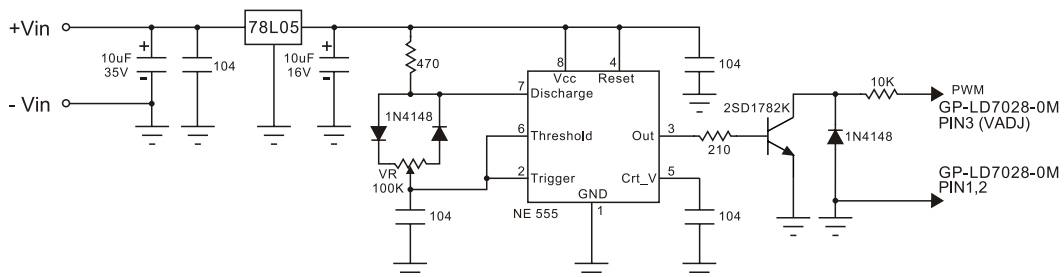 +Vin
78L05
+
10uF
35V
-
104
+
10uF
16V
-
470
8
Vcc
4
Reset
104
7
Discharge
1N4148
6
Threshold
Out
3
210
2SD1782K
10K
PWM
GP-LD7028-0M
PIN3 (VADJ)
1N4148
- Vin
VR
100K
2
Trigger
Crt_V
5
GP-LD7028-0M
PIN1,2
104
NE 555
GND
1
104